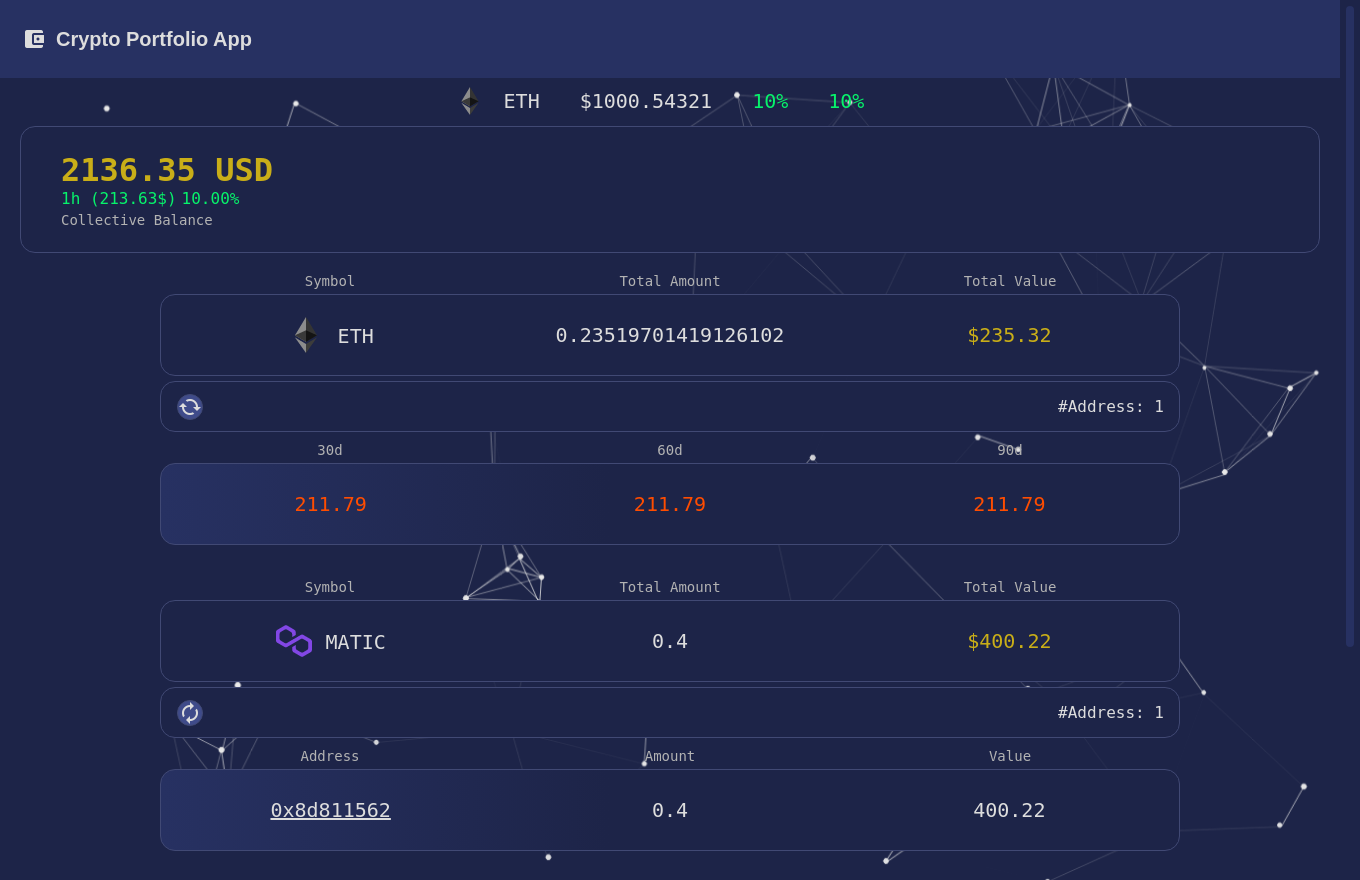 Crypto Portfolio App
ETH $1000.54321 10% 10%
2136.35 USD
1h (213.63$) 10.00%
Collective Balance
Symbol Total Amount Total Value
ETH 0.23519701419126102 $235.32
#Address: 1
30d 60d 90d
211.79 211.79 211.79
Symbol Total Amount Total Value
MATIC 0.4 $400.22
#Address: 1
Address Amount Value
0x8d811562 0.4 400.22